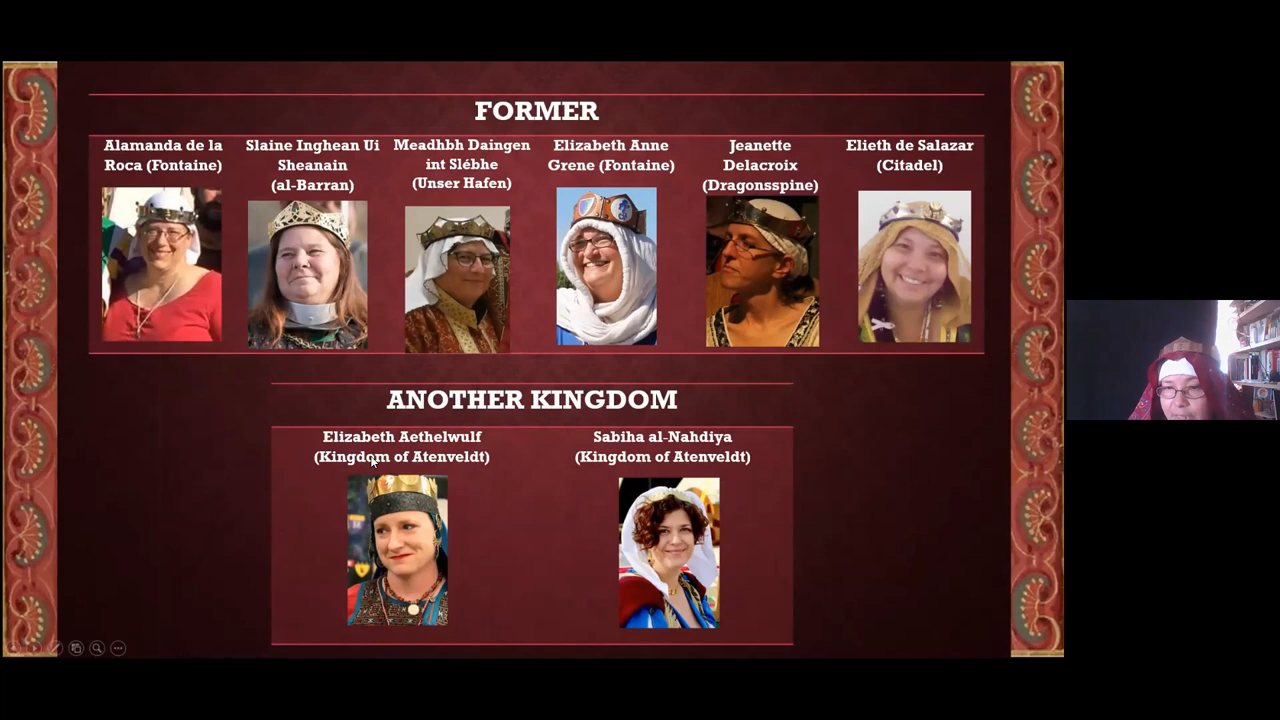 FORMER
Alamanda de la
Roca (Fontaine)
Slaine Inghean Ui
Sheanain
(al-Barran)
Meadhbh Daingen
int Slébhe
(Unser Hafen)
Elizabeth Anne
Grene (Fontaine)
Jeanette
Delacroix
(Dragonsspine)
Elieth de Salazar
(Citadel)
ANOTHER KINGDOM
Elizabeth Aethelwulf
(Kingdom of Atenveldt)
Sabiha al-Nahdiya
(Kingdom of Atenveldt)